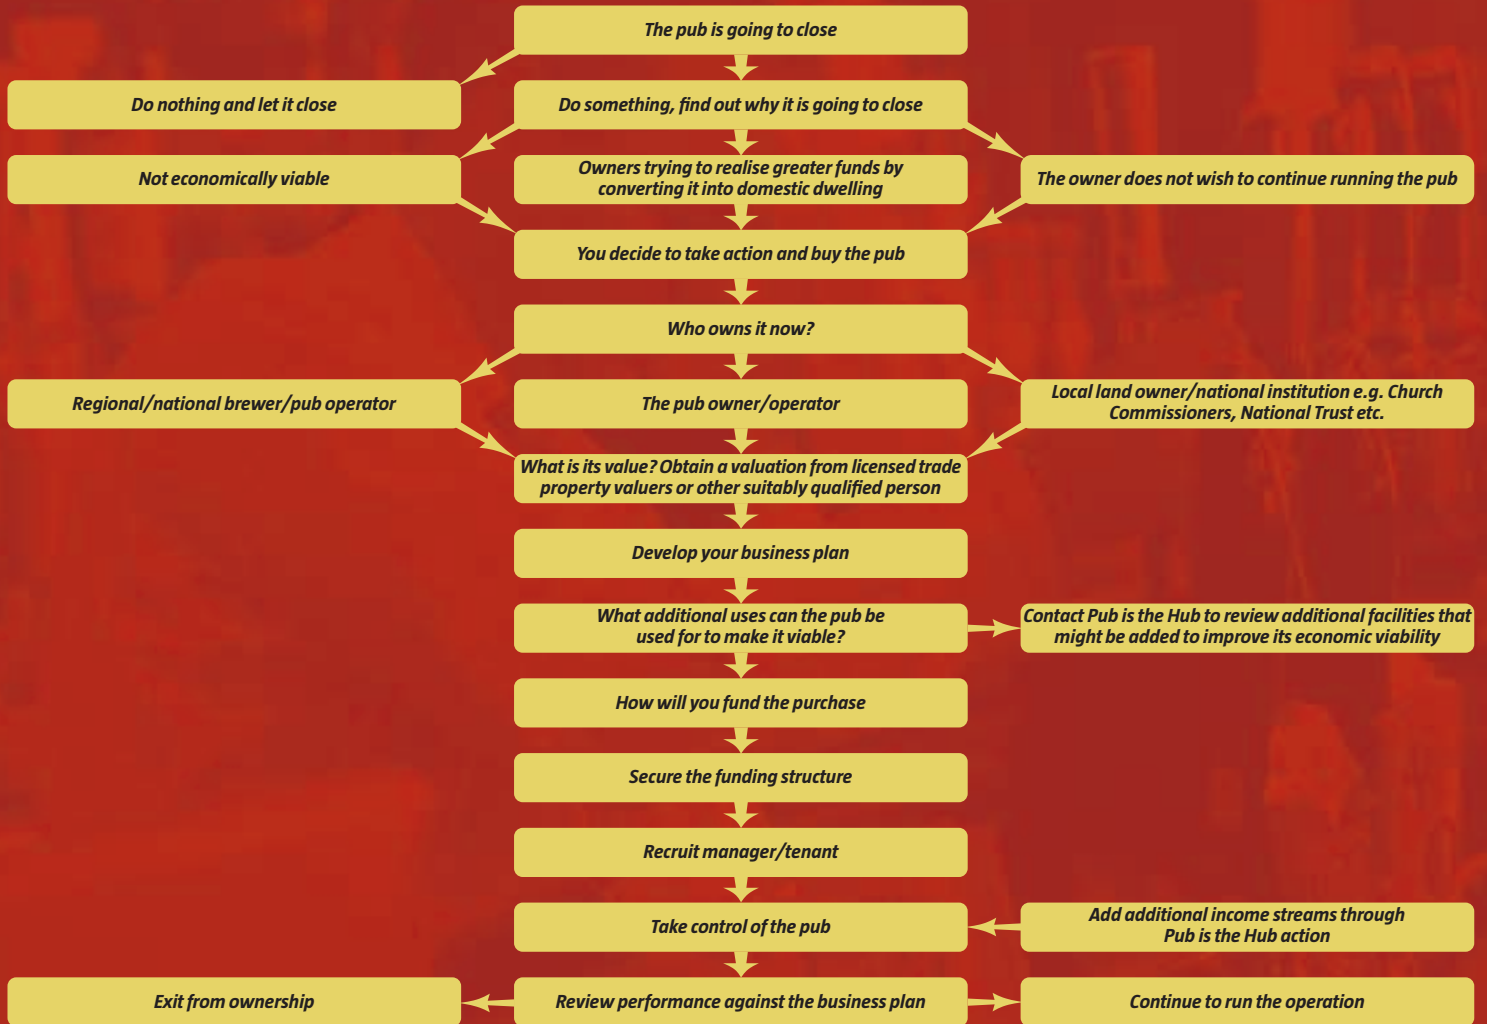 The pub is going to close
Do nothing and let it close
Do something, find out why it is going to close
Not economically viable
Owners trying to realise greater funds by
converting it into domestic dwelling
The owner does not wish to continue running the pub
You decide to take action and buy the pub
Who owns it now?
Regional/national brewer/pub operator
The pub owner/operator
Local land owner/national institution e.g. Church
Commissioners, National Trust etc.
What is its value? Obtain a valuation from licensed trade
property valuers or other suitably qualified person
Develop your business plan
What additional uses can the pub be
used for to make it viable?
Contact Pub is the Hub to review additional facilities that
might be added to improve its economic viability
How will you fund the purchase
Secure the funding structure
Recruit manager/tenant
Take control of the pub
Add additional income streams through
Pub is the Hub action
Exit from ownership
Review performance against the business plan
Continue to run the operation